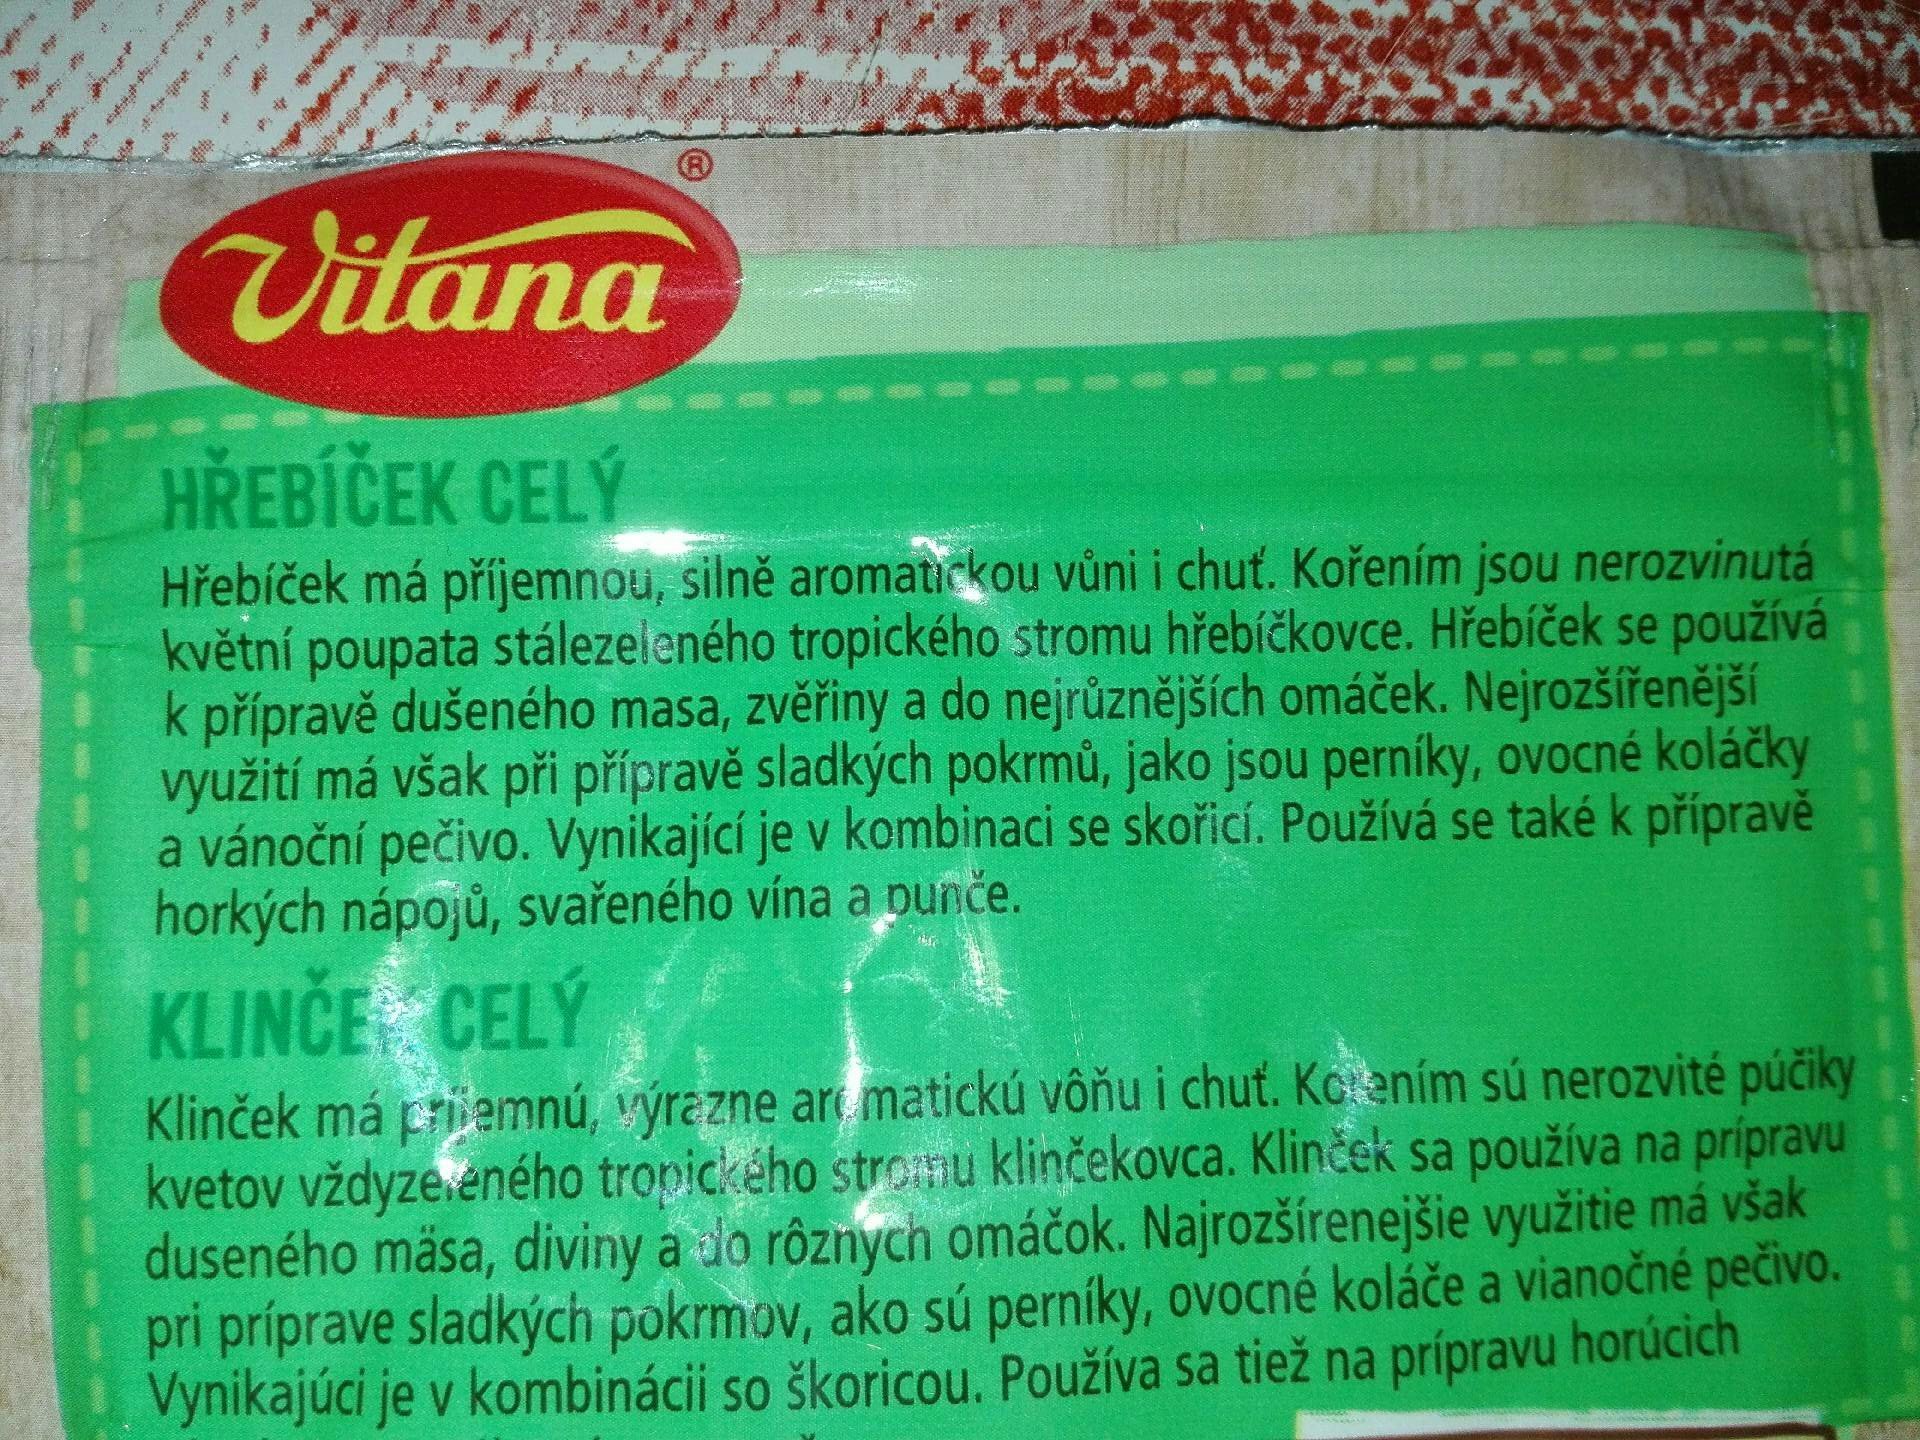 Vitana ®
HŘEBÍČEK CELÝ
Hřebíček má příjemnou, silně aromatickou vůni i chuť. Kořením jsou nerozvinutá
květní poupata stálezeleného tropického stromu hřebíčkovce. Hřebíček se používá
k přípravě dušeného masa, zvěřiny a do nejrůznějších omáček. Nejrozšířenější
využití má však při přípravě sladkých pokrmů, jako jsou perníky, ovocné koláčky
a vánoční pečivo. Vynikající je v kombinaci se skořicí. Používá se také k přípravě
horkých nápojů, svařeného vína a punče.
KLINČEK CELÝ
Klinček má príjemnú, výrazne aromatickú vôňu i chuť. Korením sú nerozvité púčiky
kvetov vždyzeleného tropického stromu klinčekovca. Klinček sa používa na prípravu
duseného mäsa, diviny a do rôznych omáčok. Najrozšírenejšie využitie má však
pri príprave sladkých pokrmov, ako sú perníky, ovocné koláče a vianočné pečivo.
Vynikajúci je v kombinácii so škoricou. Používa sa tiež na prípravu horúcich